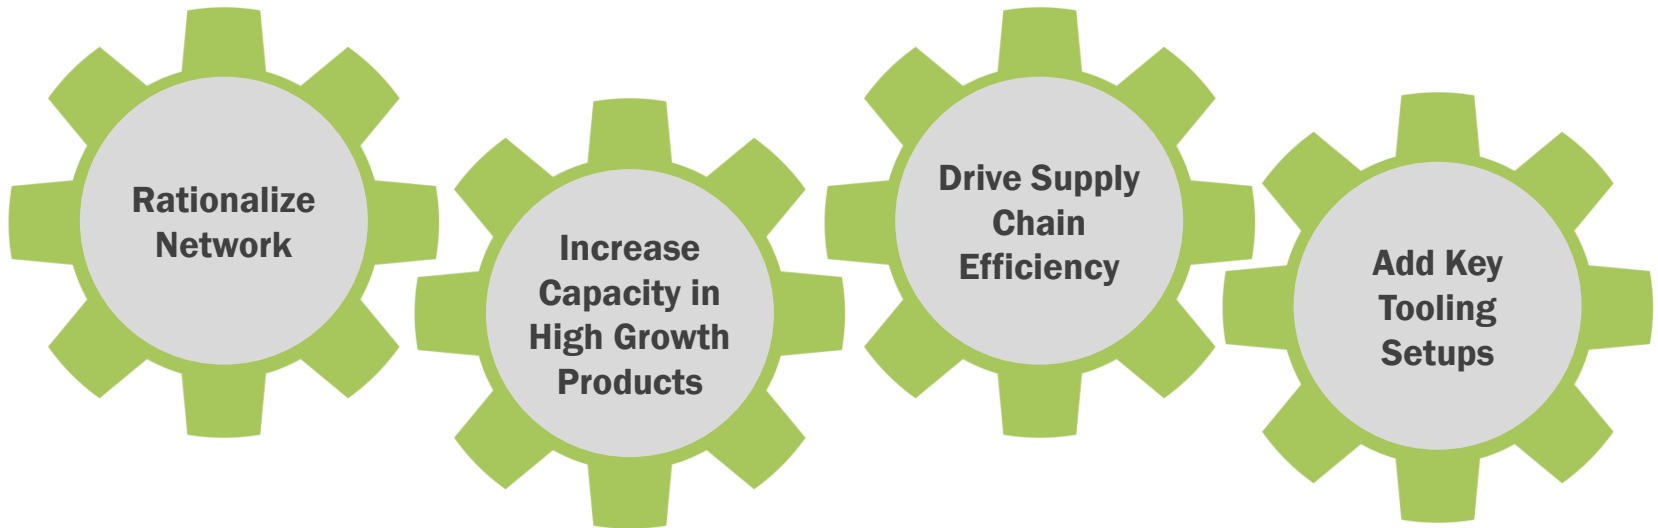 Rationalize
Network
Increase
Capacity in
High Growth
Products
Drive Supply
Chain
Efficiency
Add Key
Tooling
Setups